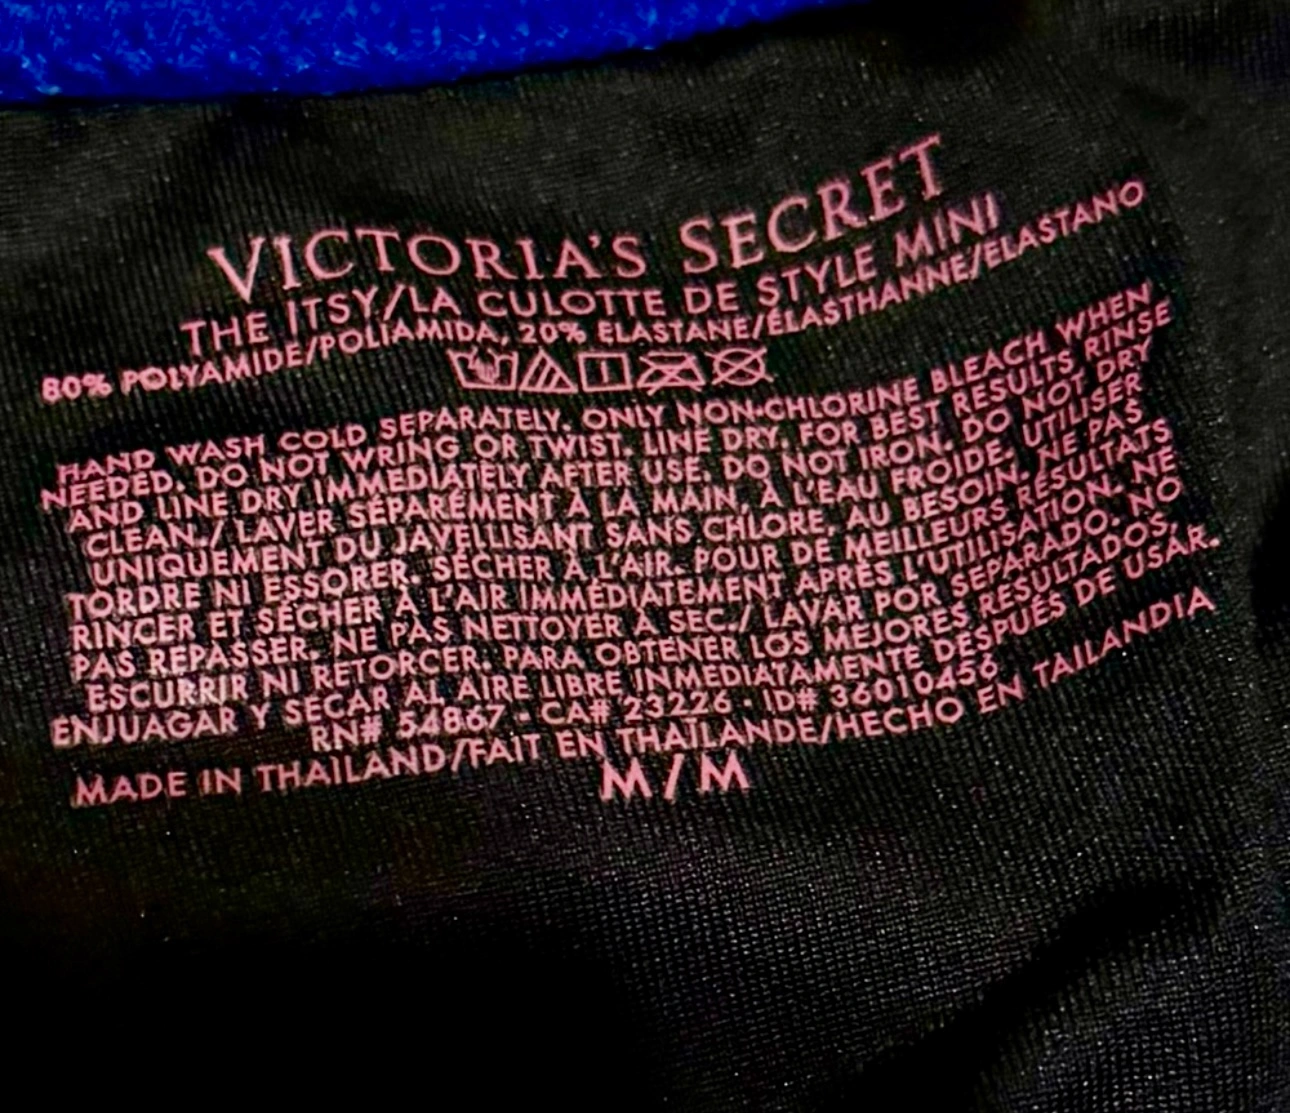 VICTORIA'S SECRET
THE ITSY/LA CULOTTE DE STYLE MINI
80% POLYAMIDE/POLIAMIDA, 20% ELASTANE/ÉLASTHANNE/ELASTANO
HAND WASH COLD SEPARATELY. ONLY NON-CHLORINE BLEACH WHEN
NEEDED. DO NOT WRING OR TWIST. LINE DRY. FOR BEST RESULTS RINSE
AND LINE DRY IMMEDIATELY AFTER USE. DO NOT IRON. DO NOT DRY
CLEAN./ LAVER SÉPARÉMENT À LA MAIN, À L'EAU FROIDE. UTILISER
UNIQUEMENT DU JAVELLISANT SANS CHLORE, AU BESOIN. NE PAS
TORDRE NI ESSORER. SÉCHER À L'AIR. POUR DE MEILLEURS RÉSULTATS
RINCER ET SÉCHER À L'AIR IMMÉDIATEMENT APRÈS L'UTILISATION. NE
PAS REPASSER. NE PAS NETTOYER À SEC./ LAVAR POR SEPARADO. NO
ESCURRIR NI RETORCER. PARA OBTENER LOS MEJORES RESULTADOS,
ENJUAGAR Y SECAR AL AIRE LIBRE INMEDIATAMENTE DESPUÉS DE USAR.
RN# 54867 - CA# 23226 - ID# 36010456
MADE IN THAILAND/FAIT EN THAÏLANDE/HECHO EN TAILANDIA
M/M